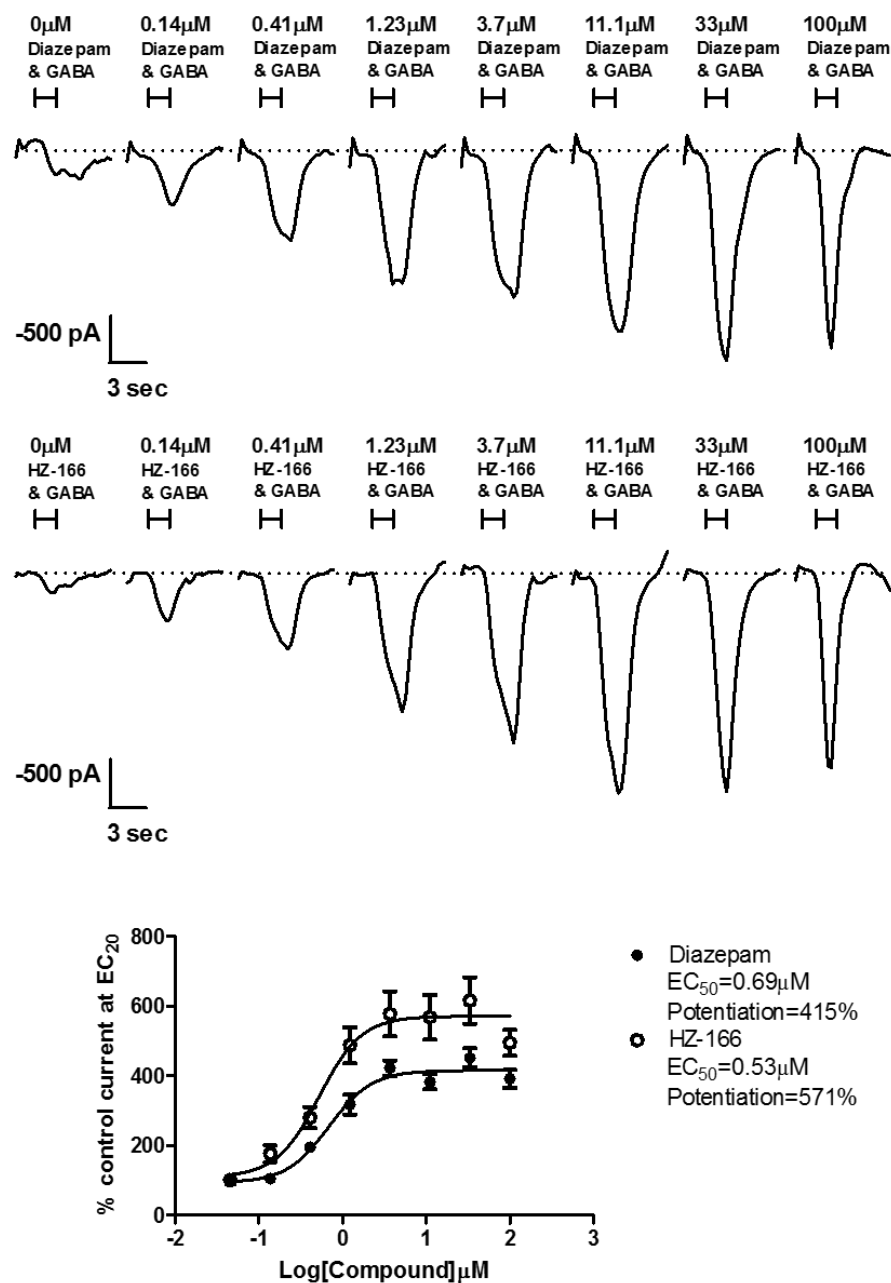 0μM 0.14μM 0.41μM 1.23μM 3.7μM 11.1μM 33μM 100μM
Diazepam Diazepam Diazepam Diazepam Diazepam Diazepam Diazepam Diazepam
& GABA & GABA & GABA & GABA & GABA & GABA & GABA & GABA
-500 pA
3 sec
0μM 0.14μM 0.41μM 1.23μM 3.7μM 11.1μM 33μM 100μM
HZ-166 HZ-166 HZ-166 HZ-166 HZ-166 HZ-166 HZ-166 HZ-166
& GABA & GABA & GABA & GABA & GABA & GABA & GABA & GABA
-500 pA
3 sec
% control current at EC₂₀
800
600
400
200
0
-2 -1 0 1 2 3
Log[Compound]μM
Diazepam
EC₅₀=0.69μM
Potentiation=415%
HZ-166
EC₅₀=0.53μM
Potentiation=571%